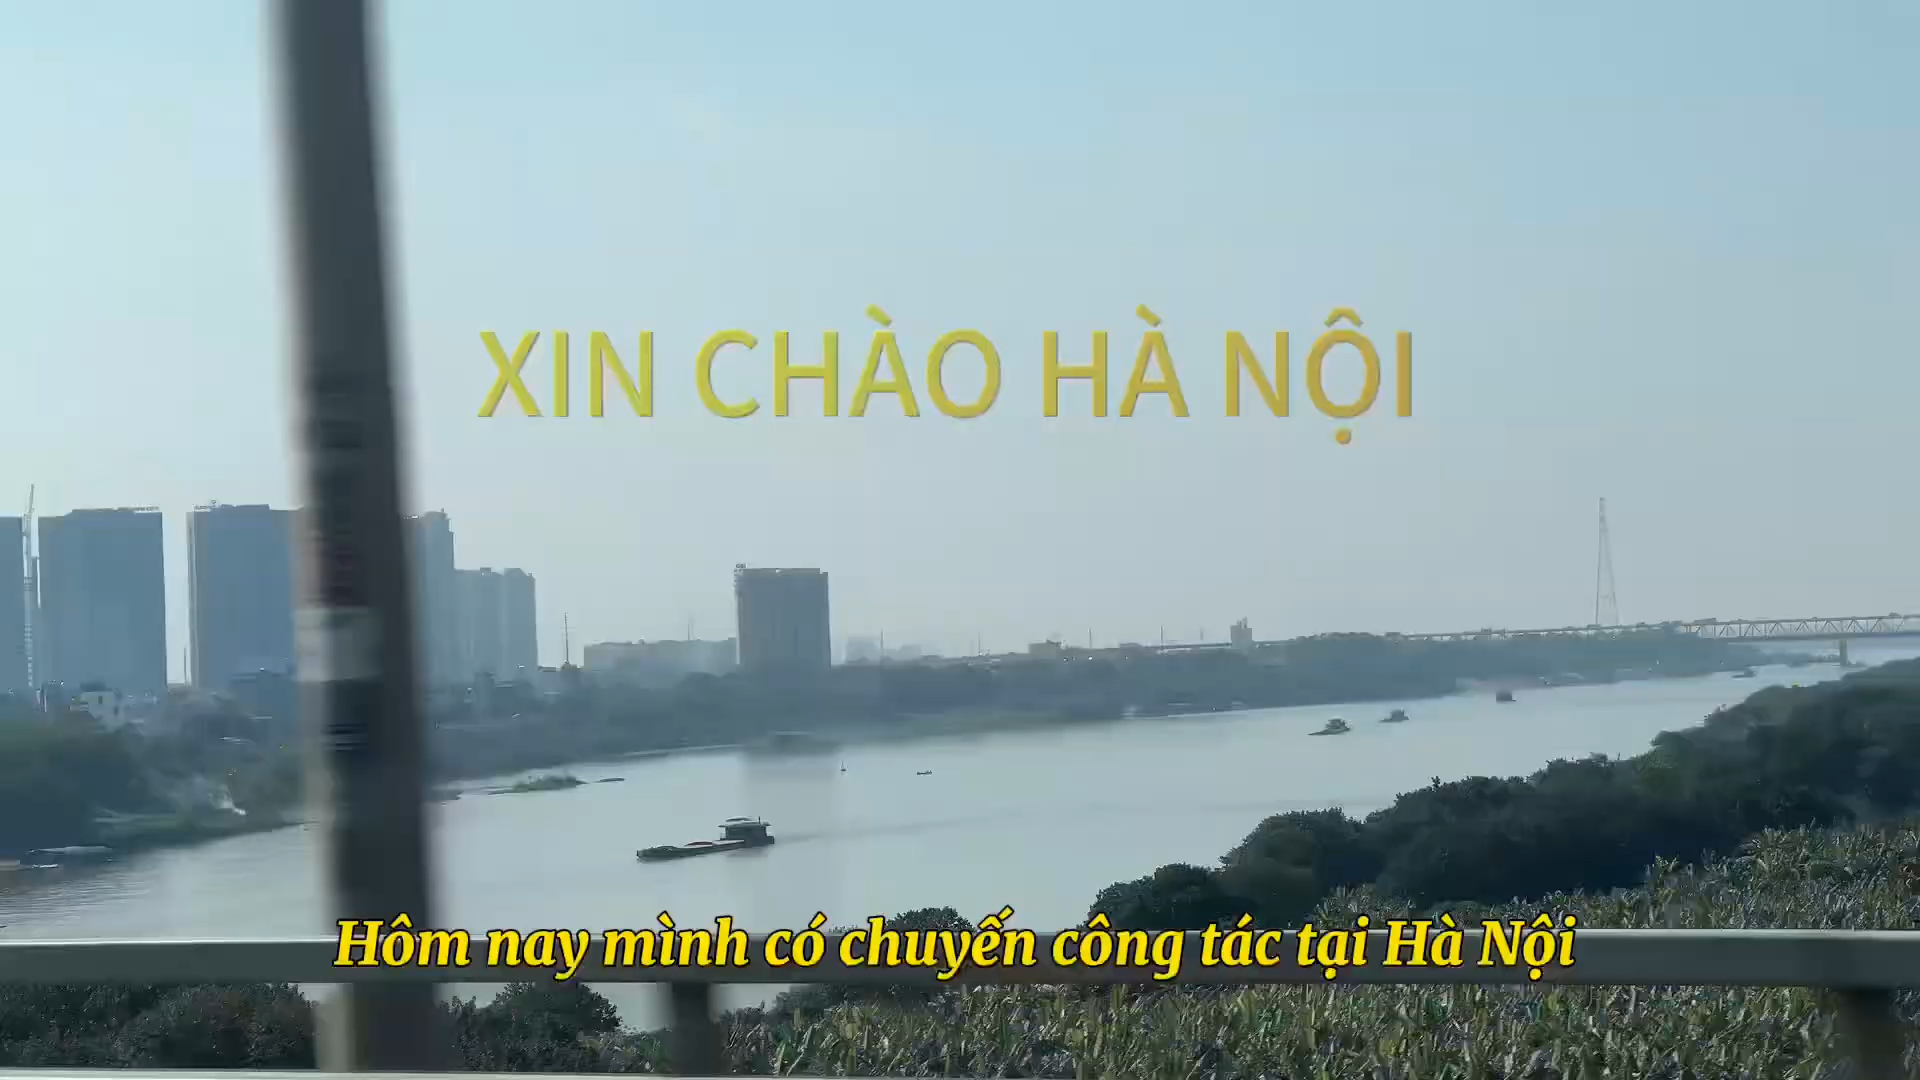 XIN CHÀO HÀ NỘI
Hôm nay mình có chuyến công tác tại Hà Nội